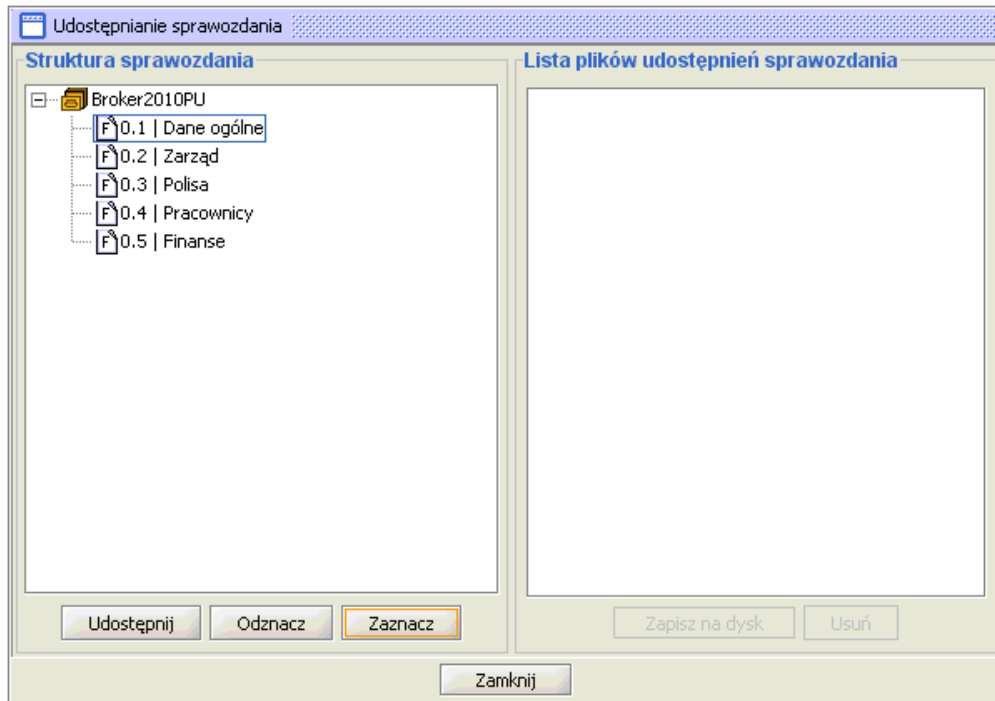 Udostępnianie sprawozdania
Struktura sprawozdania
Broker2010PU
F 0.1 | Dane ogólne
F 0.2 | Zarząd
F 0.3 | Polisa
F 0.4 | Pracownicy
F 0.5 | Finanse
Udostępnij Odznacz Zaznacz
Lista plików udostępnień sprawozdania
Zapisz na dysk Usuń
Zamknij